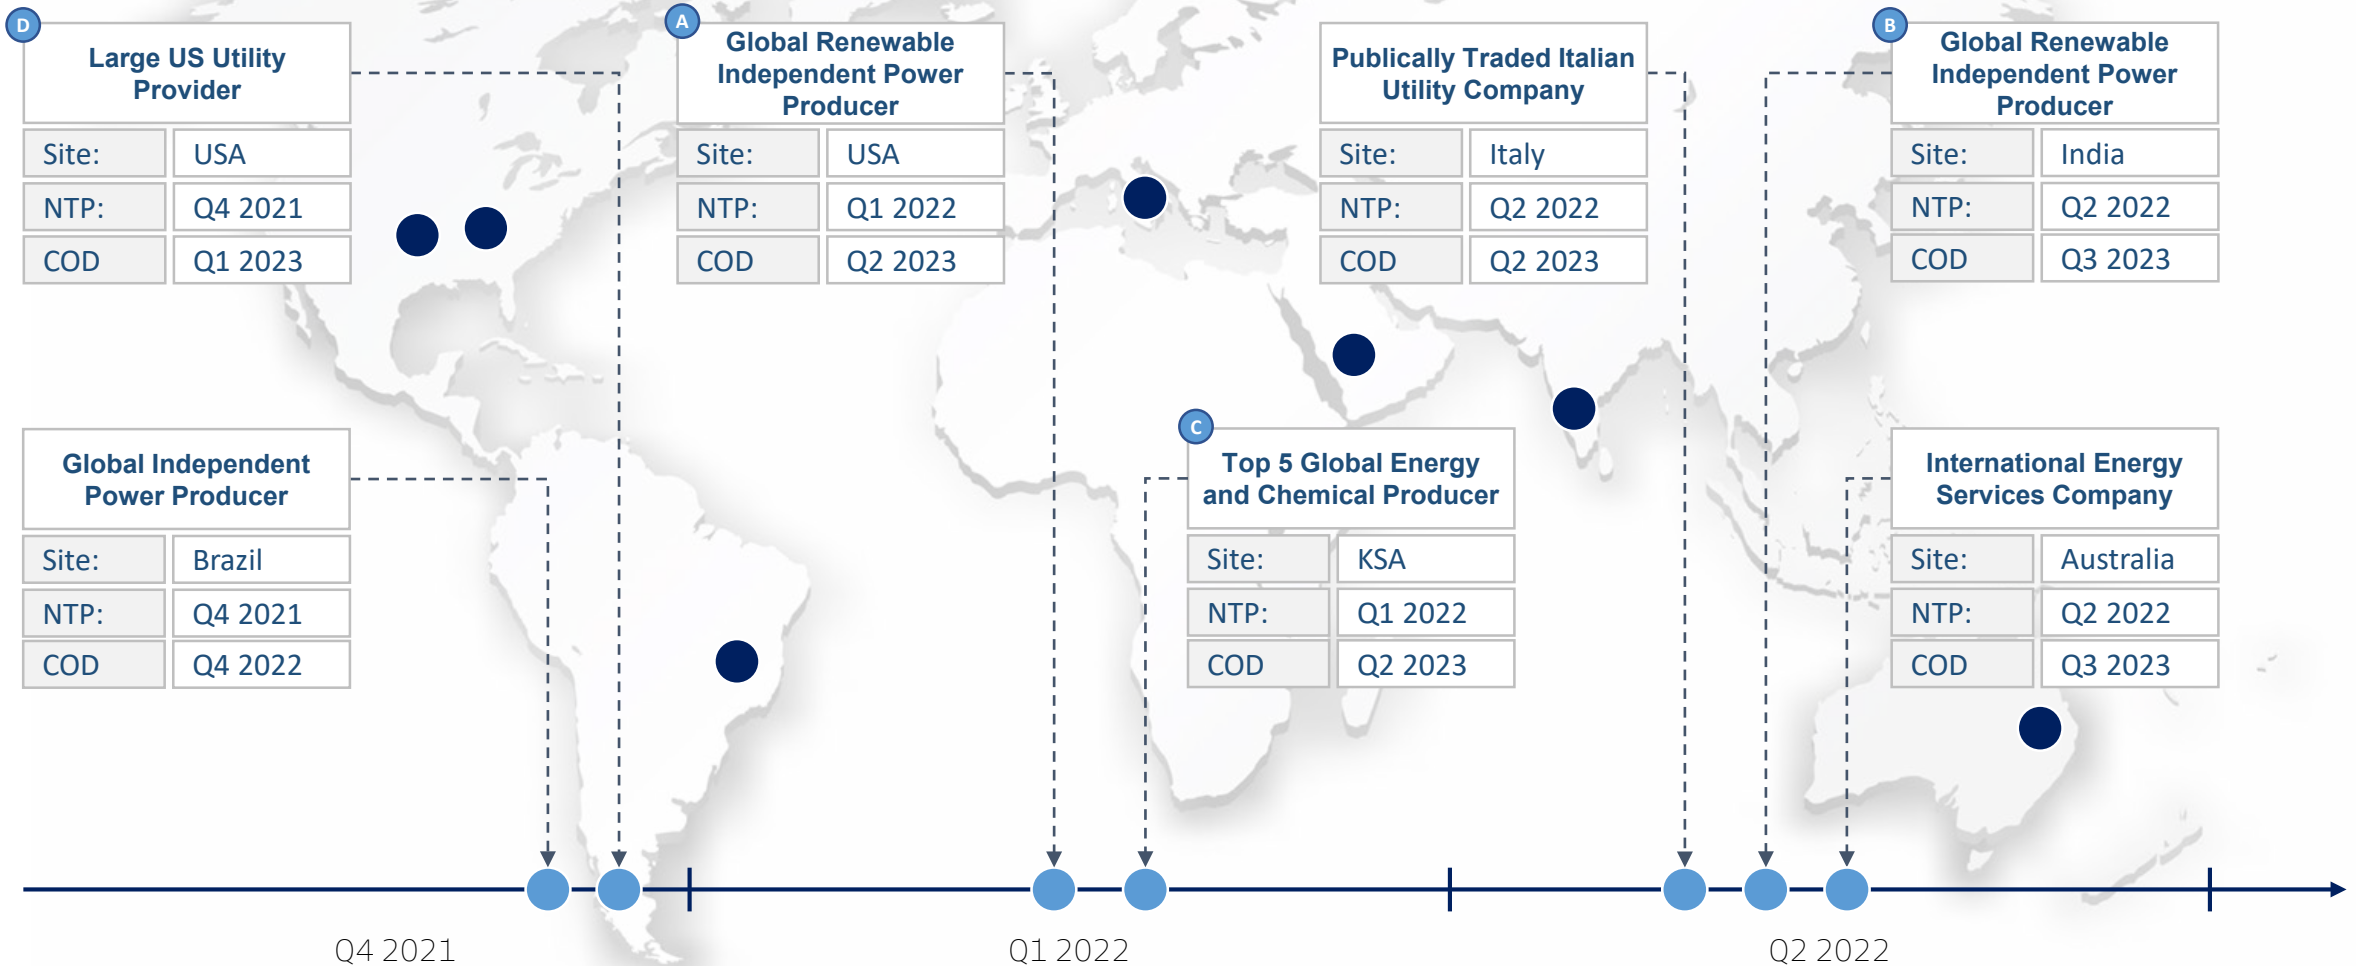 D
Large US Utility
Provider
Site: USA
NTP: Q4 2021
COD Q1 2023
A
Global Renewable
Independent Power
Producer
Site: USA
NTP: Q1 2022
COD Q2 2023
Publically Traded Italian
Utility Company
Site: Italy
NTP: Q2 2022
COD Q2 2023
B
Global Renewable
Independent Power
Producer
Site: India
NTP: Q2 2022
COD Q3 2023
Global Independent
Power Producer
Site: Brazil
NTP: Q4 2021
COD Q4 2022
C
Top 5 Global Energy
and Chemical Producer
Site: KSA
NTP: Q1 2022
COD Q2 2023
International Energy
Services Company
Site: Australia
NTP: Q2 2022
COD Q3 2023
Q4 2021
Q1 2022
Q2 2022